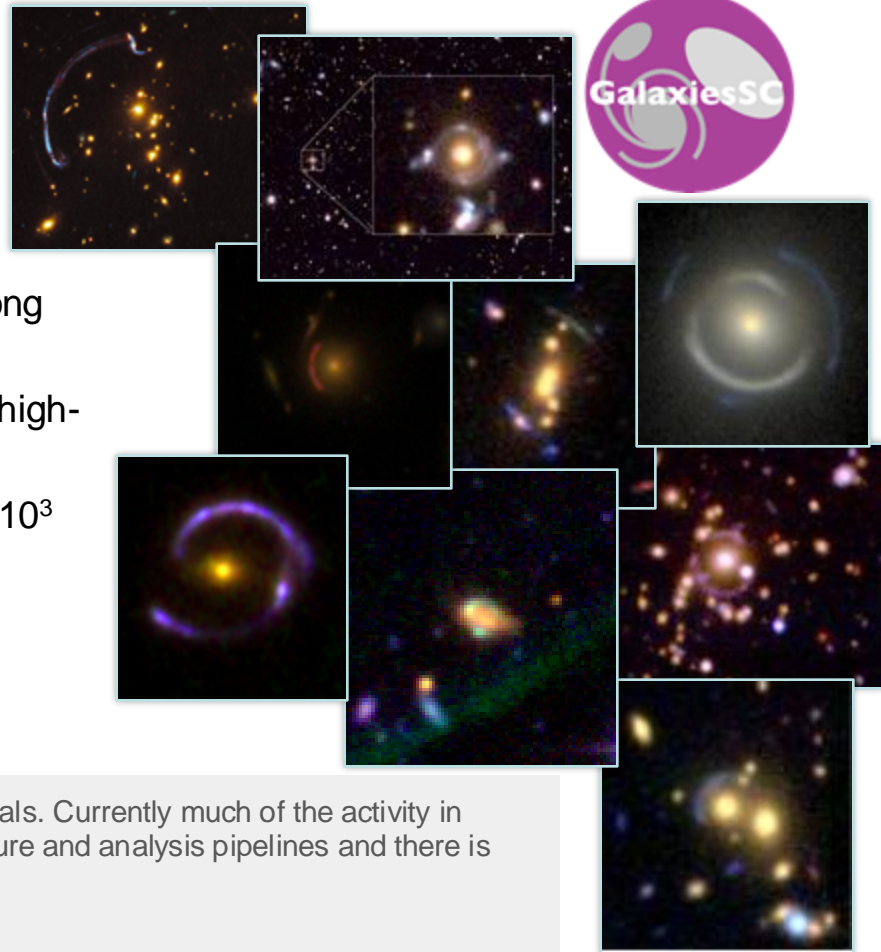 GalaxiesSC
ong
high-
10³
als. Currently much of the activity in
ure and analysis pipelines and there is